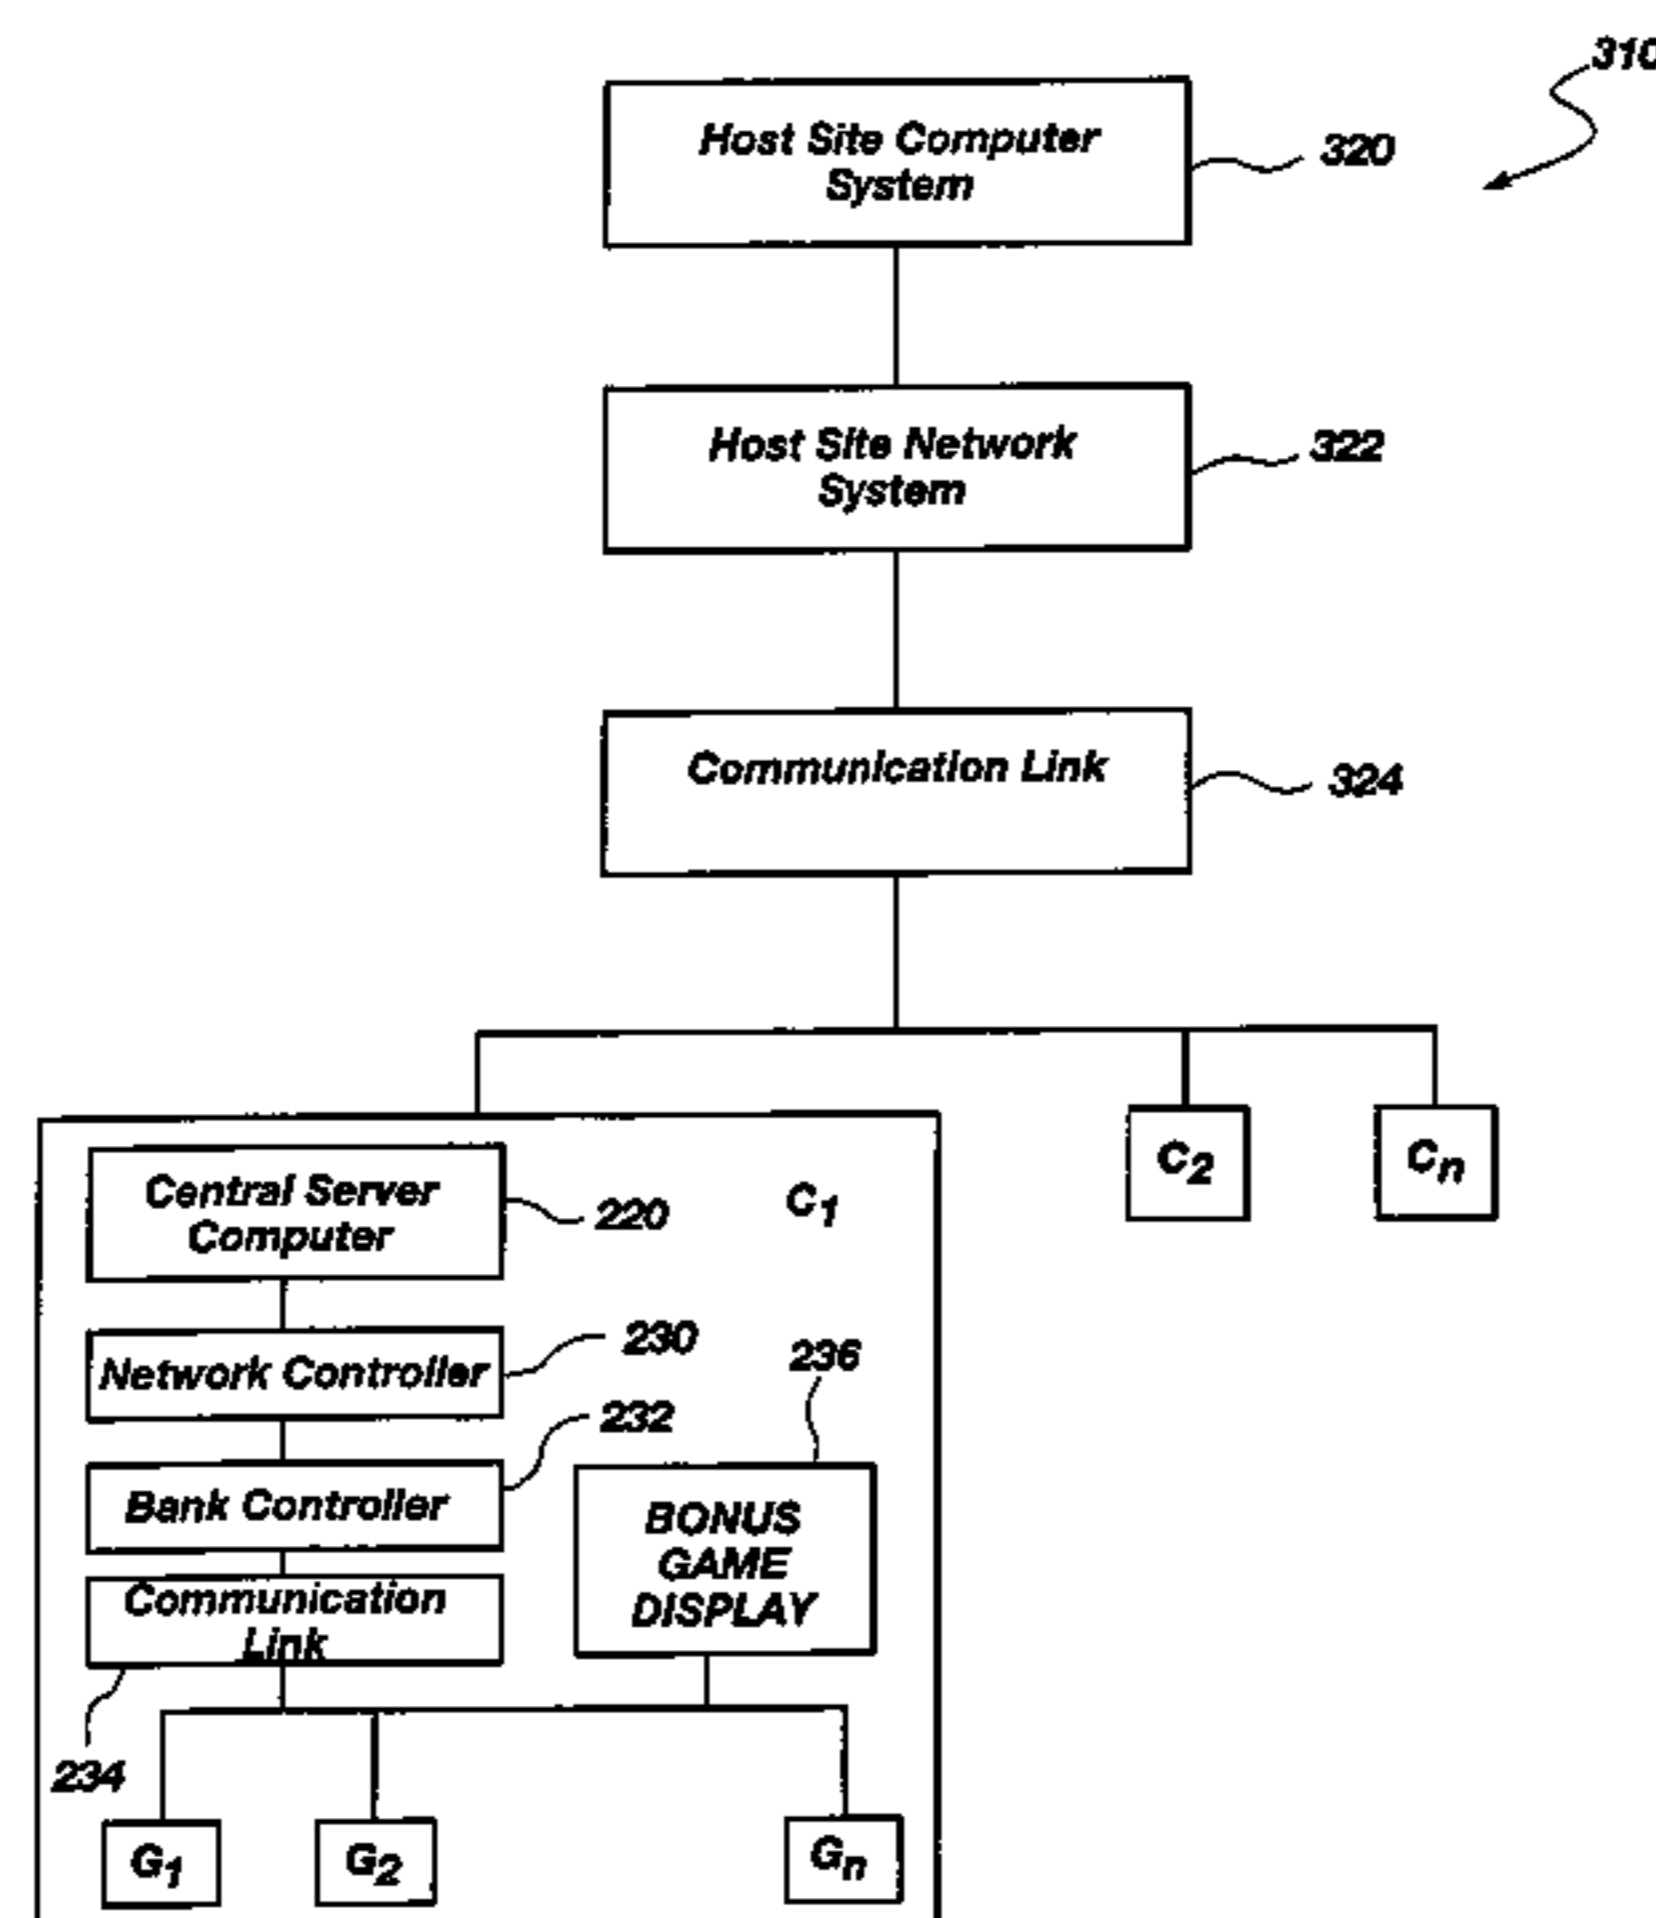 310
Host Site Computer
System
320
Host Site Network
System
322
Communication Link
324
Central Server
Computer
220
C1
C2
Cn
Network Controller
230
236
232
Bank Controller
BONUS
GAME
DISPLAY
Communication
Link
234
G1
G2
Gn